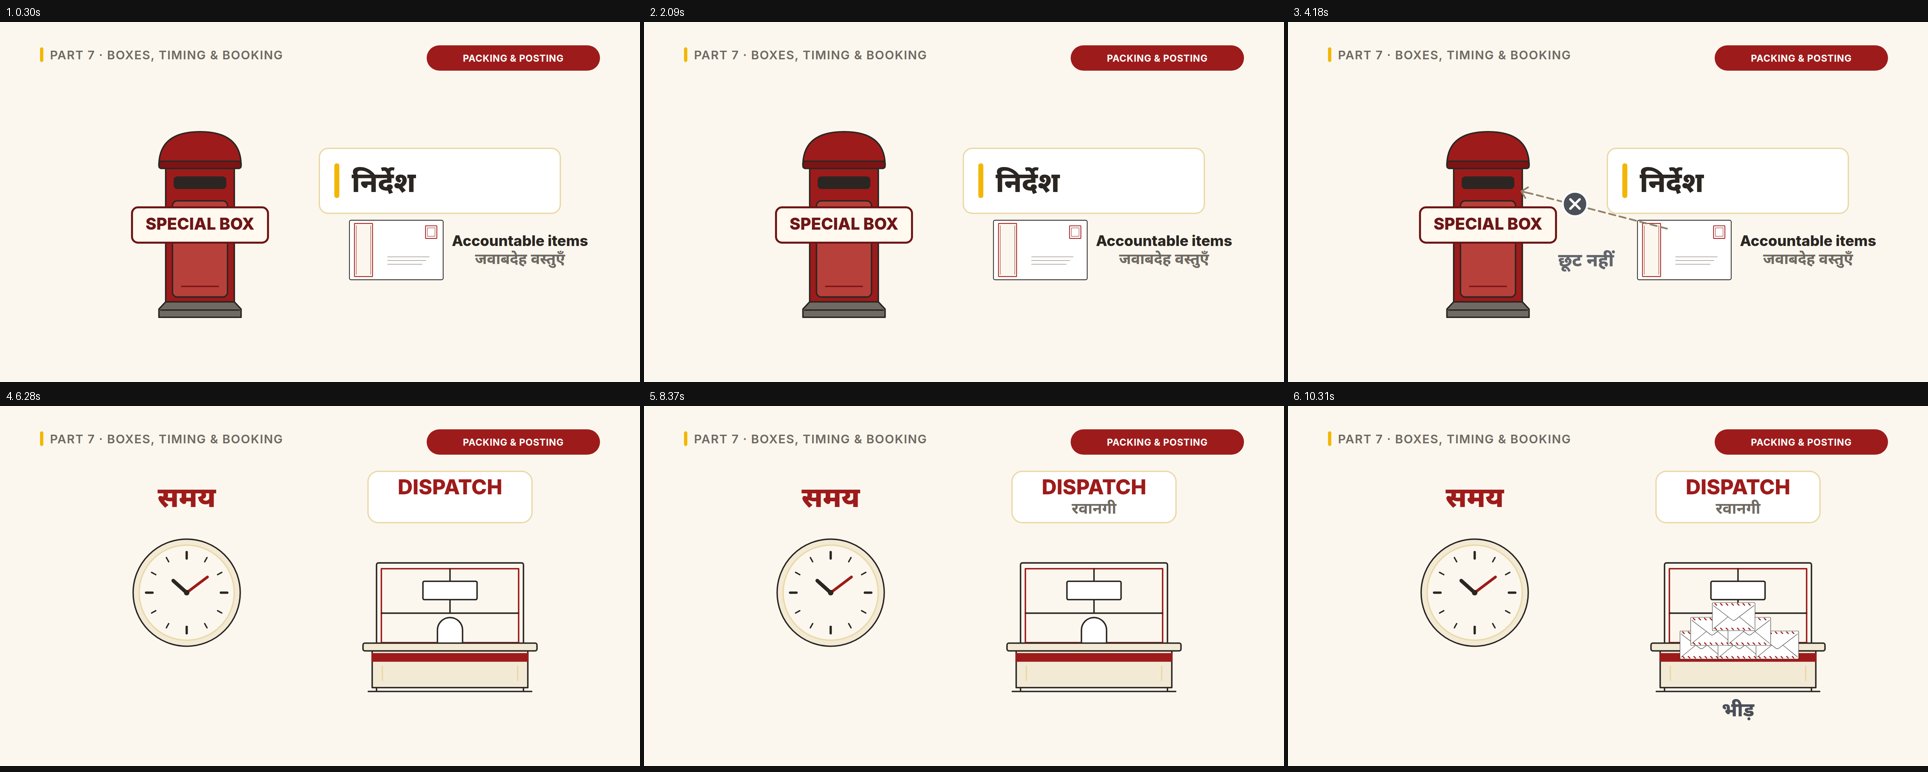 1. 0.30s
PART 7 · BOXES, TIMING & BOOKING
PACKING & POSTING
SPECIAL BOX
निर्देश
Accountable items
जवाबदेह वस्तुएँ
2. 2.09s
PART 7 · BOXES, TIMING & BOOKING
PACKING & POSTING
SPECIAL BOX
निर्देश
Accountable items
जवाबदेह वस्तुएँ
3. 4.18s
PART 7 · BOXES, TIMING & BOOKING
PACKING & POSTING
SPECIAL BOX
निर्देश
छूट नहीं
Accountable items
जवाबदेह वस्तुएँ
4. 6.28s
PART 7 · BOXES, TIMING & BOOKING
PACKING & POSTING
समय
DISPATCH
5. 8.37s
PART 7 · BOXES, TIMING & BOOKING
PACKING & POSTING
समय
DISPATCH
रवानगी
6. 10.31s
PART 7 · BOXES, TIMING & BOOKING
PACKING & POSTING
समय
DISPATCH
रवानगी
भीड़